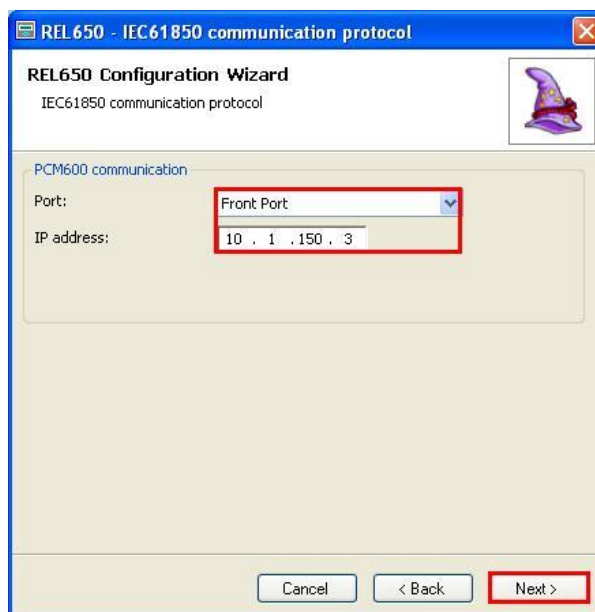 REL650 - IEC61850 communication protocol
REL650 Configuration Wizard
IEC61850 communication protocol
PCM600 communication
Port: Front Port
IP address: 10 . 1 .150 . 3
Cancel < Back Next >